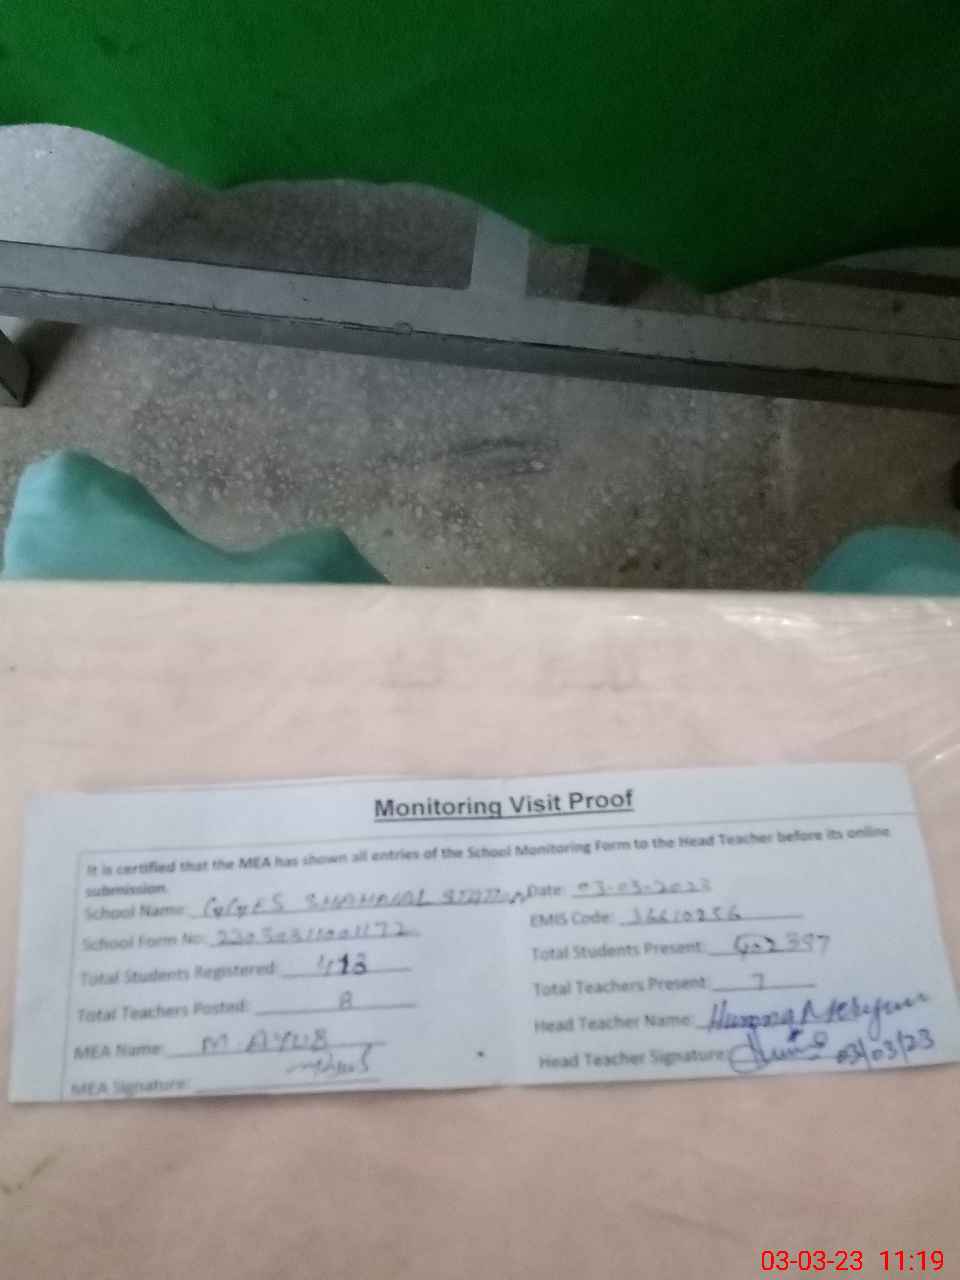 Monitoring Visit Proof
It is certified that the MEA has shown all entries of the School Monitoring Form to the Head Teacher before its online
submission.
School Name: GGES
Date: 03-03-2023
School Form No:
EMIS Code:
Total Students Registered: 413
Total Students Present: 397
Total Teachers Posted: 8
Total Teachers Present: 7
MEA Name: M. AYUB
Head Teacher Name:
MEA Signature:
Head Teacher Signature: 03/03/23
03-03-23 11:19